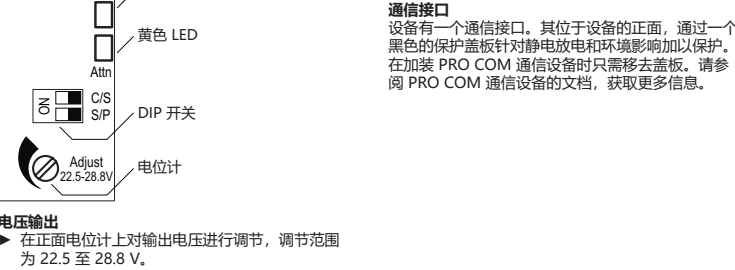 黄色 LED
Attn
NO
C/S
S/P
DIP 开关
Adjust
22.5-28.8V
电位计
电压输出
► 在正面电位计上对输出电压进行调节，调节范围
为 22.5 至 28.8 V。
通信接口
设备有一个通信接口。其位于设备的正面，通过一个
黑色的保护盖板针对静电放电和环境影响加以保护。
在加装 PRO COM 通信设备时只需移去盖板。请参
阅 PRO COM 通信设备的文档，获取更多信息。